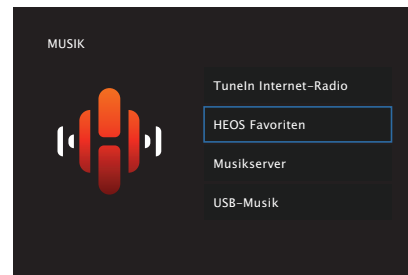 MUSIK
TuneIn Internet-Radio
HEOS Favoriten
Musikserver
USB-Musik